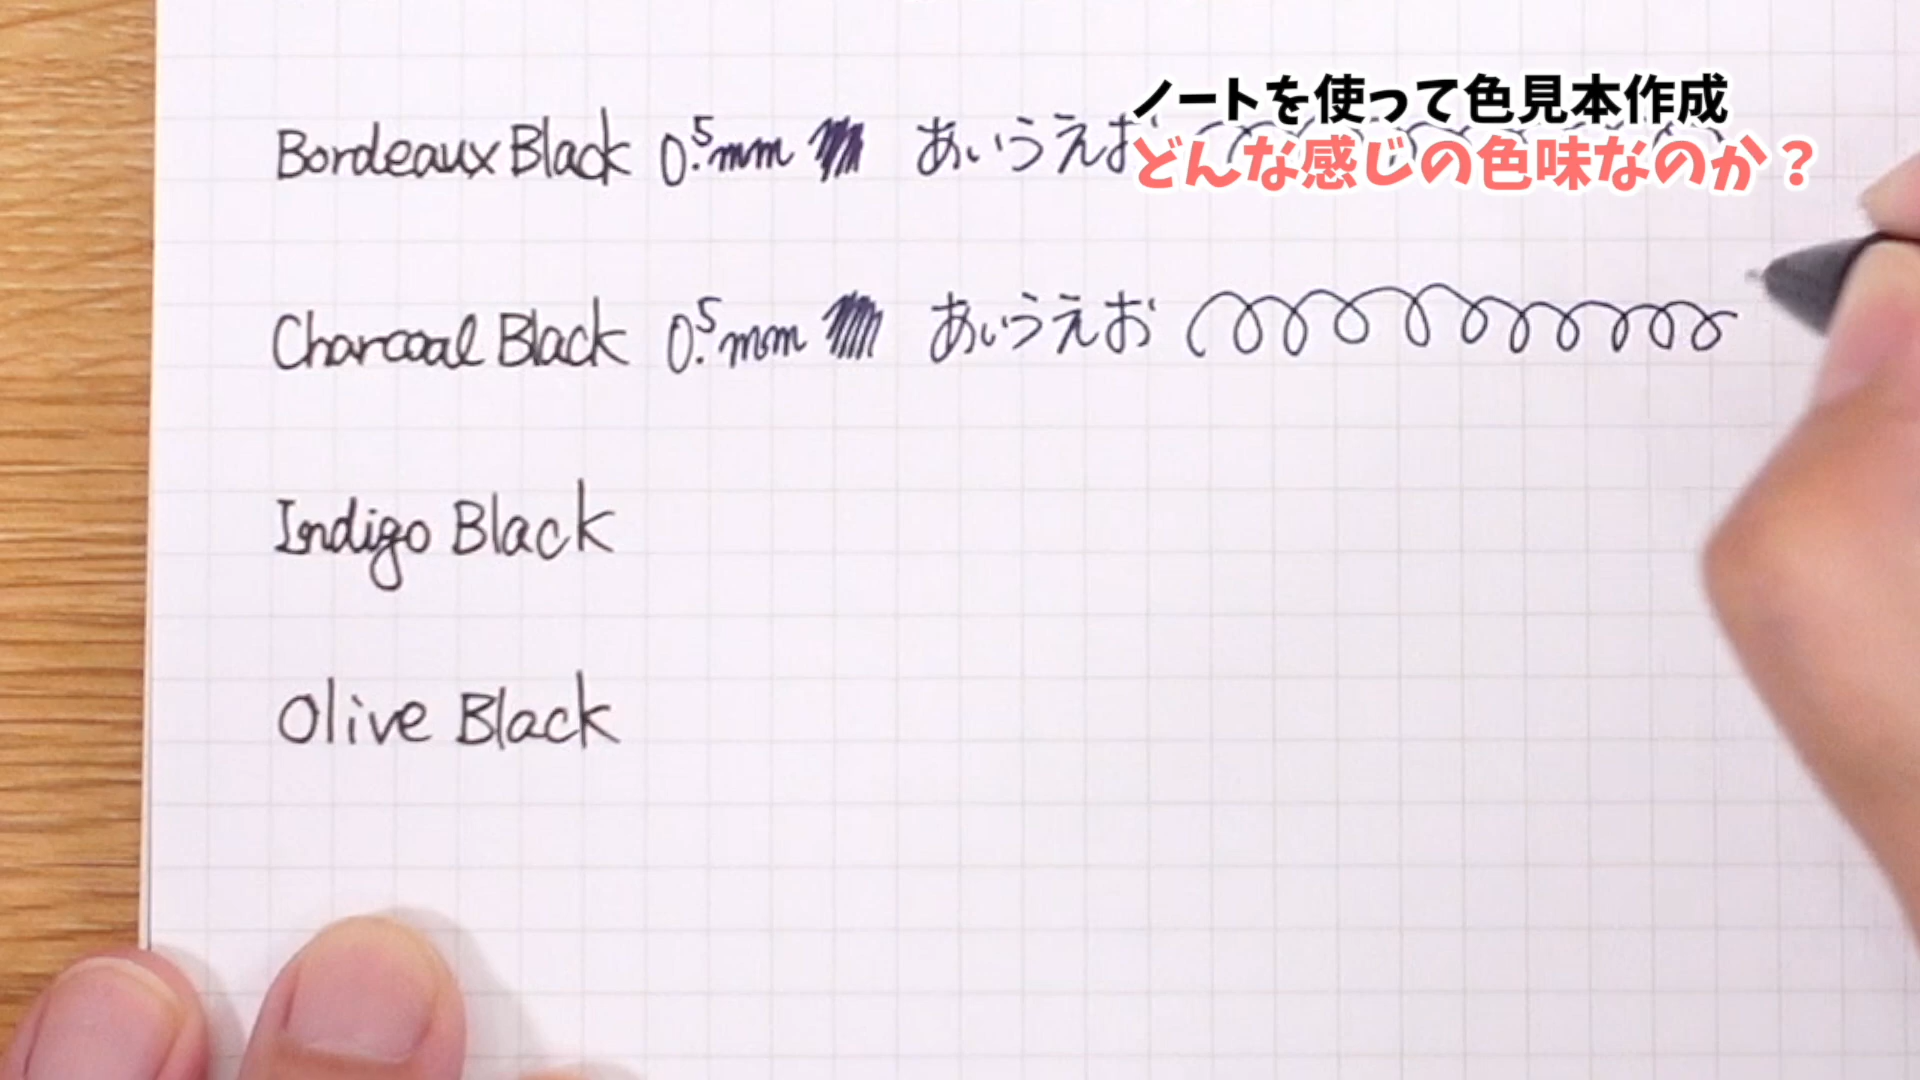 ノートを使って色見本作成
どんな感じの色味なのか？
Bordeaux Black 0.5mm あいうえお
Charcoal Black 0.5mm あいうえお
Indigo Black
Olive Black